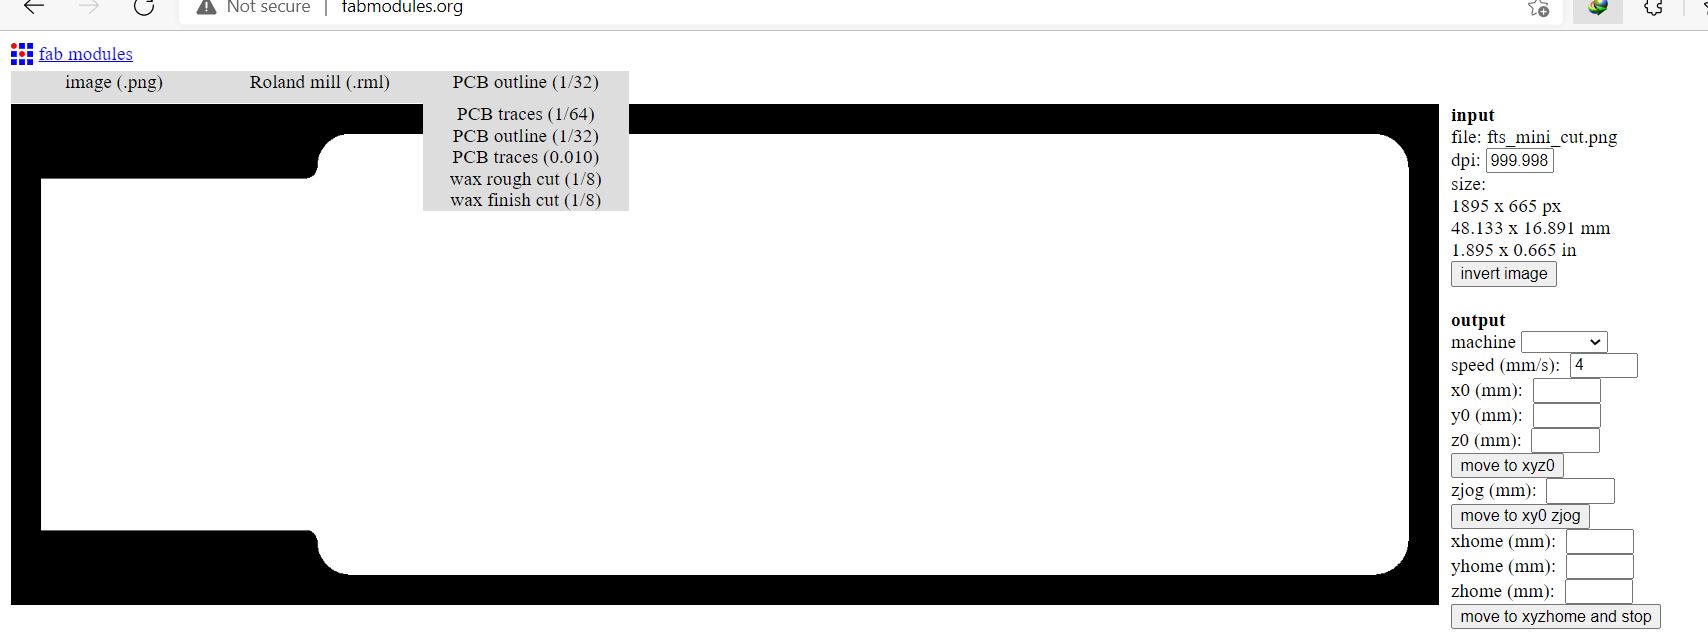 Not secure | fabmodules.org
fab modules
image (.png) Roland mill (.rml) PCB outline (1/32)
PCB traces (1/64)
PCB outline (1/32)
PCB traces (0.010)
wax rough cut (1/8)
wax finish cut (1/8)
input
file: fts_mini_cut.png
dpi: 999.998
size:
1895 x 665 px
48.133 x 16.891 mm
1.895 x 0.665 in
invert image
output
machine
speed (mm/s): 4
x0 (mm):
y0 (mm):
z0 (mm):
move to xyz0
zjog (mm):
move to xy0 zjog
xhome (mm):
yhome (mm):
zhome (mm):
move to xyzhome and stop